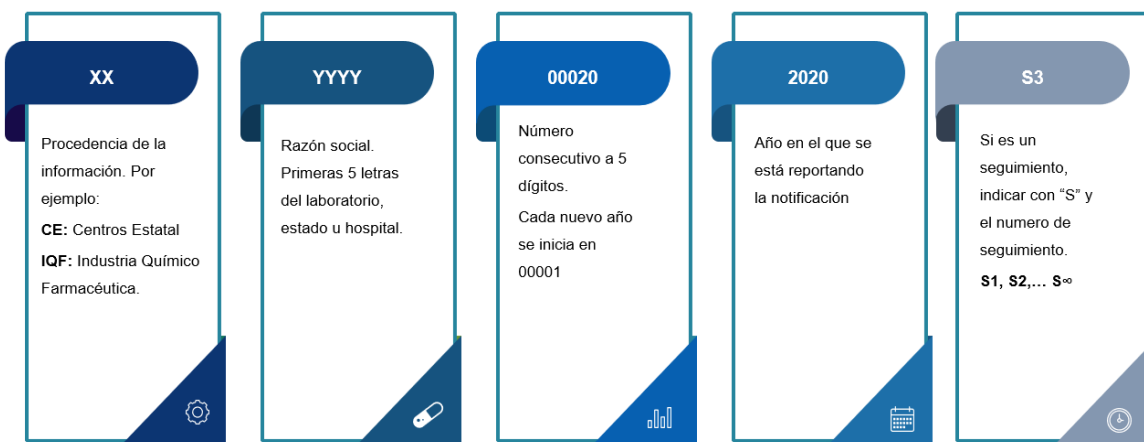 XX
Procedencia de la
información. Por
ejemplo:
CE: Centros Estatal
IQF: Industria Químico
Farmacéutica.
YYYY
Razón social.
Primeras 5 letras
del laboratorio,
estado u hospital.
00020
Número
consecutivo a 5
dígitos.
Cada nuevo año
se inicia en
00001
2020
Año en el que se
está reportando
la notificación
S3
Si es un
seguimiento,
indicar con “S” y
el numero de
seguimiento.
S1, S2,... S∞